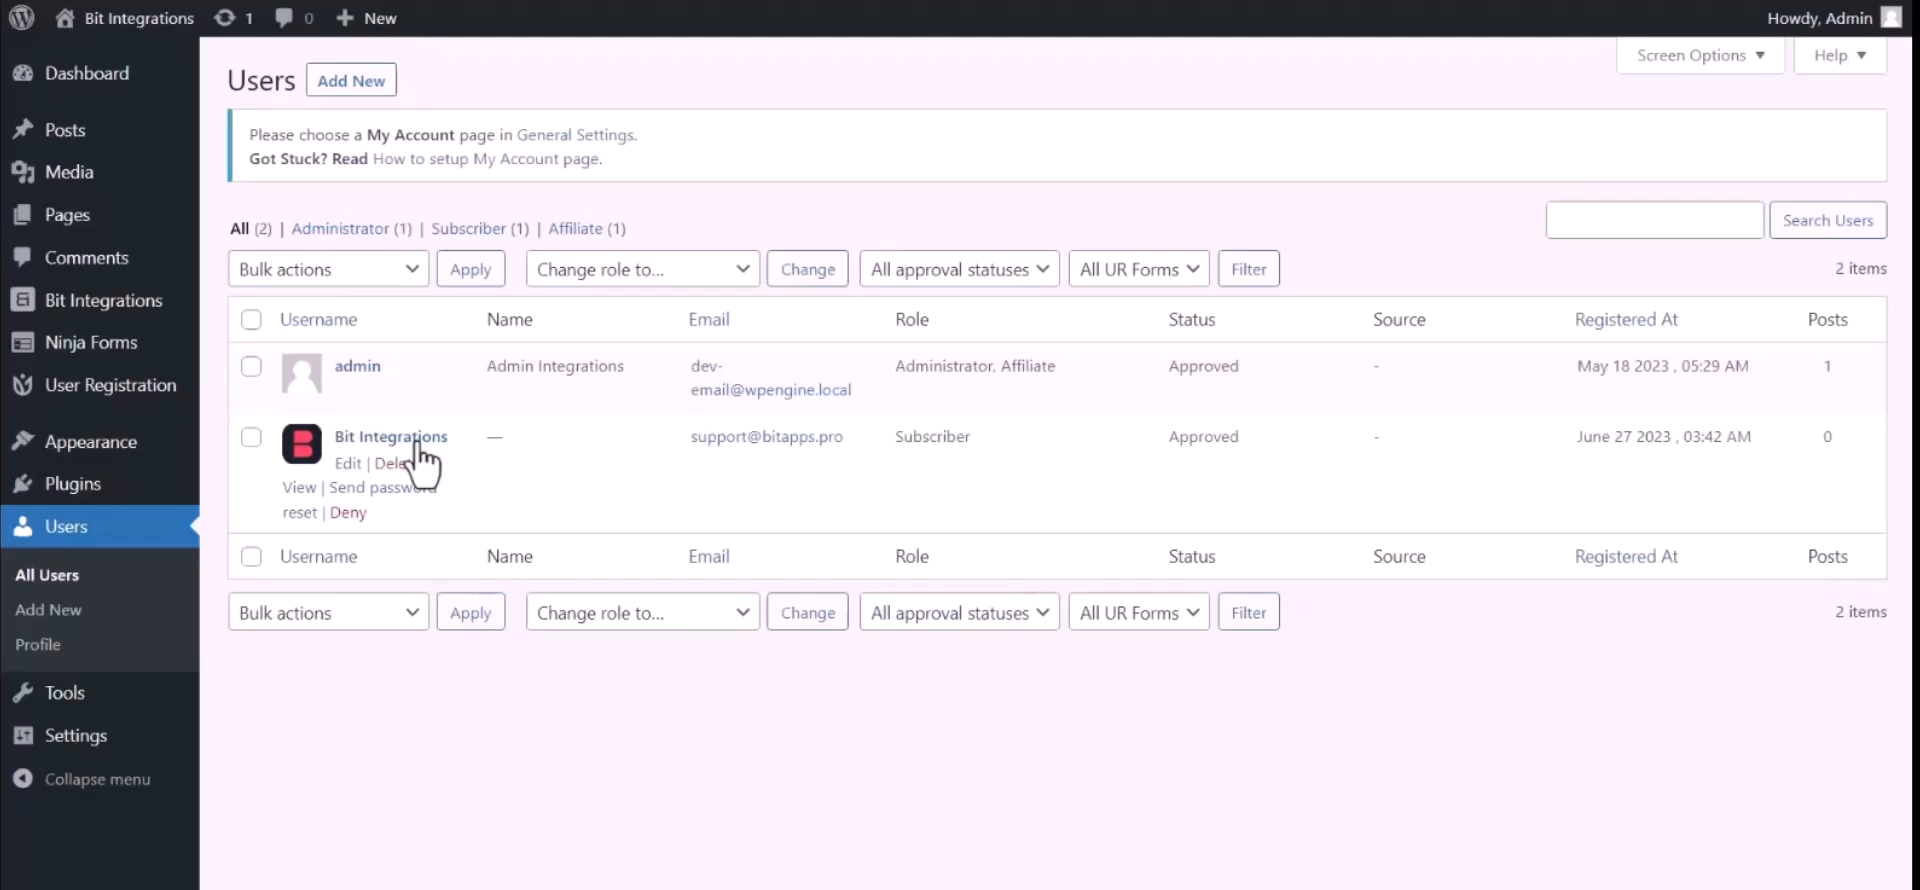 Bit Integrations 1 0 New Howdy, Admin
Dashboard
Posts
Media
Pages
Comments
Bit Integrations
Ninja Forms
User Registration
Appearance
Plugins
Users
All Users
Add New
Profile
Tools
Settings
Collapse menu
Screen Options Help
Users Add New
Please choose a My Account page in General Settings.
Got Stuck? Read How to setup My Account page.
All (2) | Administrator (1) | Subscriber (1) | Affiliate (1)
Search Users
Bulk actions Apply Change role to... Change All approval statuses All UR Forms Filter 2 items
Username Name Email Role Status Source Registered At Posts
admin Admin Integrations dev- Administrator, Affiliate Approved - May 18 2023 , 05:29 AM 1
email@wpengine.local
Bit Integrations — support@bitapps.pro Subscriber Approved - June 27 2023 , 03:42 AM 0
Edit |
View | Send password
reset | Deny
Username Name Email Role Status Source Registered At Posts
Bulk actions Apply Change role to... Change All approval statuses All UR Forms Filter 2 items